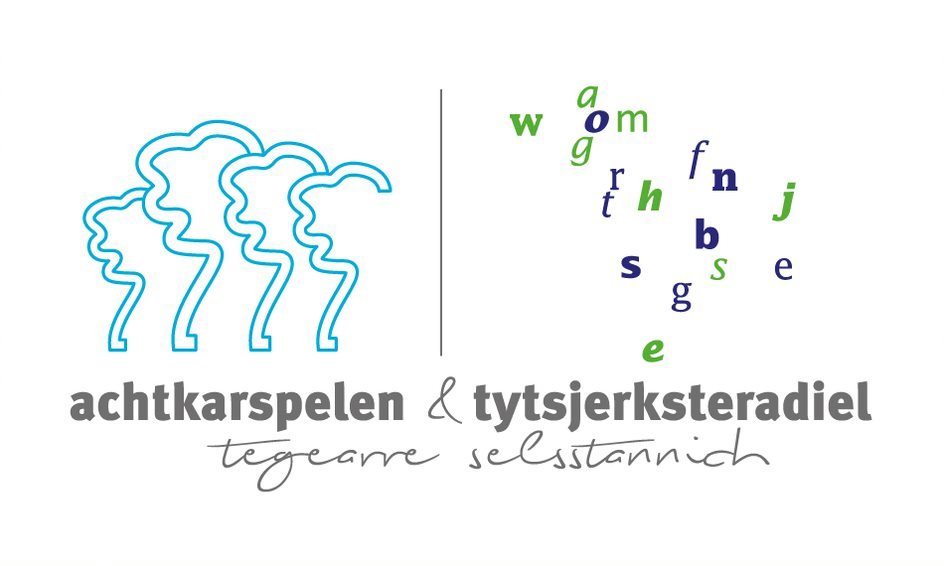 a
w o m
g
f
r n
t h j
b
s s e
g
e
achtkarspelen & tytsjerksteradiel
tegearre selsstannich